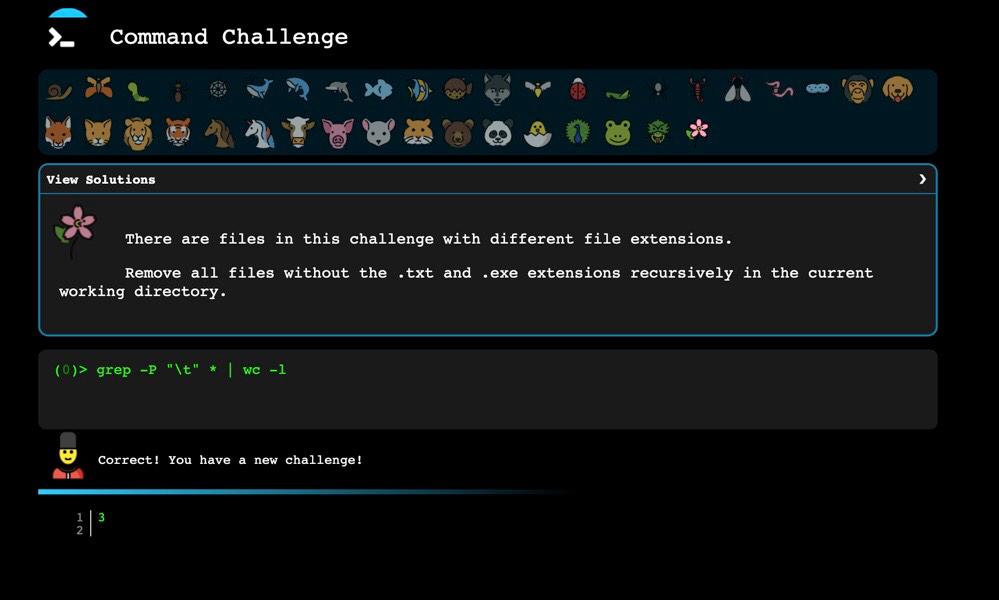 Command Challenge
View Solutions
There are files in this challenge with different file extensions.
Remove all files without the .txt and .exe extensions recursively in the current
working directory.
(0)> grep -P "\t" * | wc -l
Correct! You have a new challenge!
1 3
2